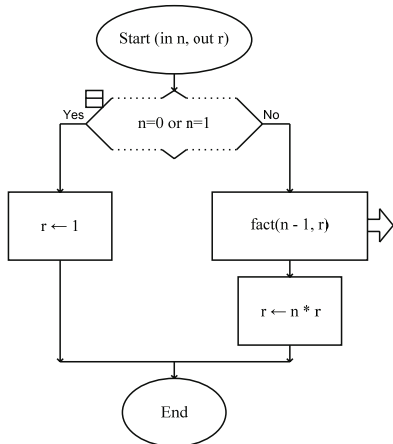 Start (in n, out r)
n=0 or n=1
Yes
No
r ← 1
fact(n - 1, r)
r ← n * r
End